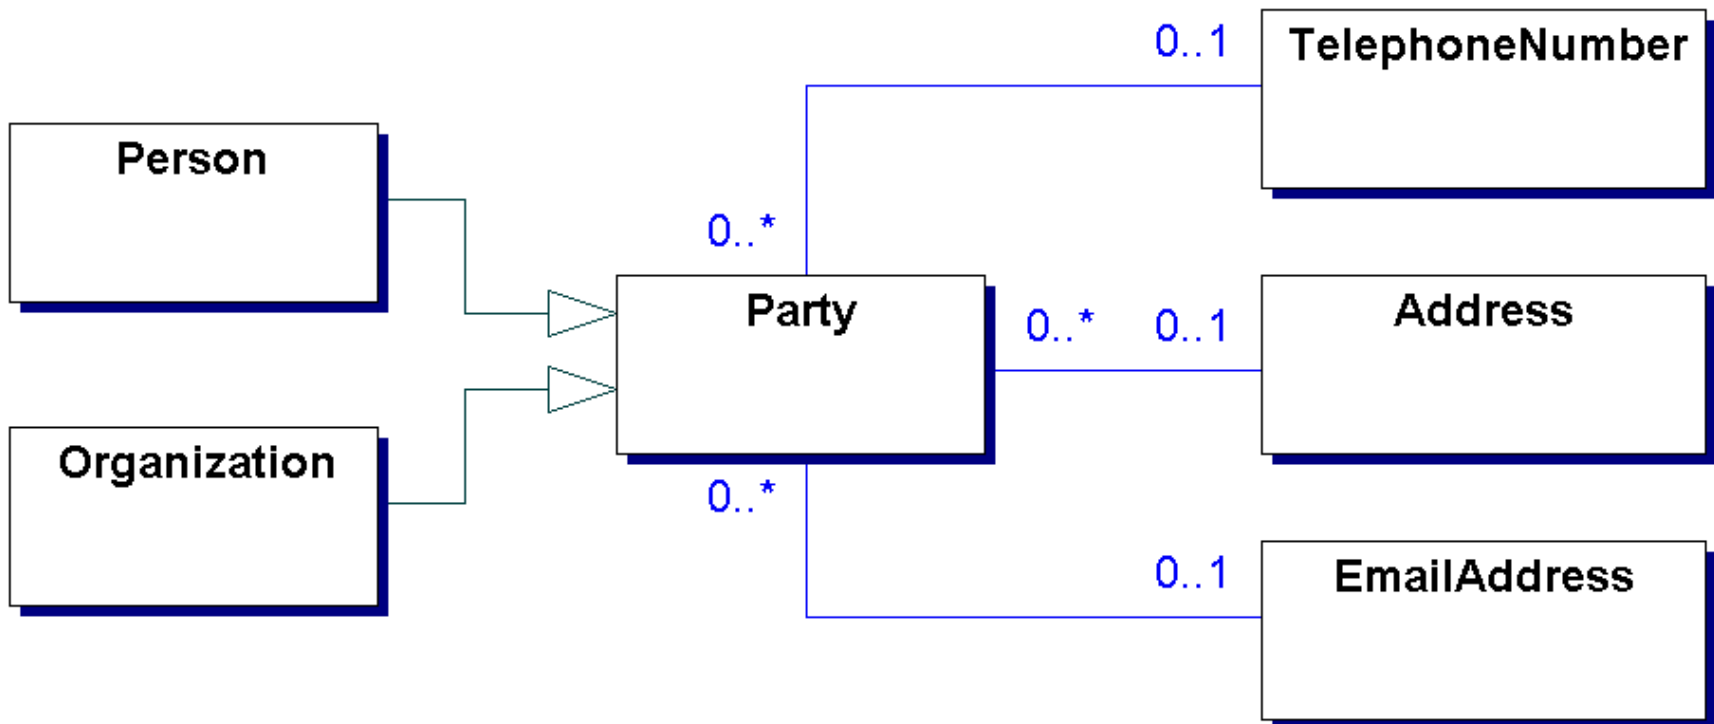 0..1
TelephoneNumber
Person
0..*
Party
0..*
0..1
Address
Organization
0..*
0..1
EmailAddress